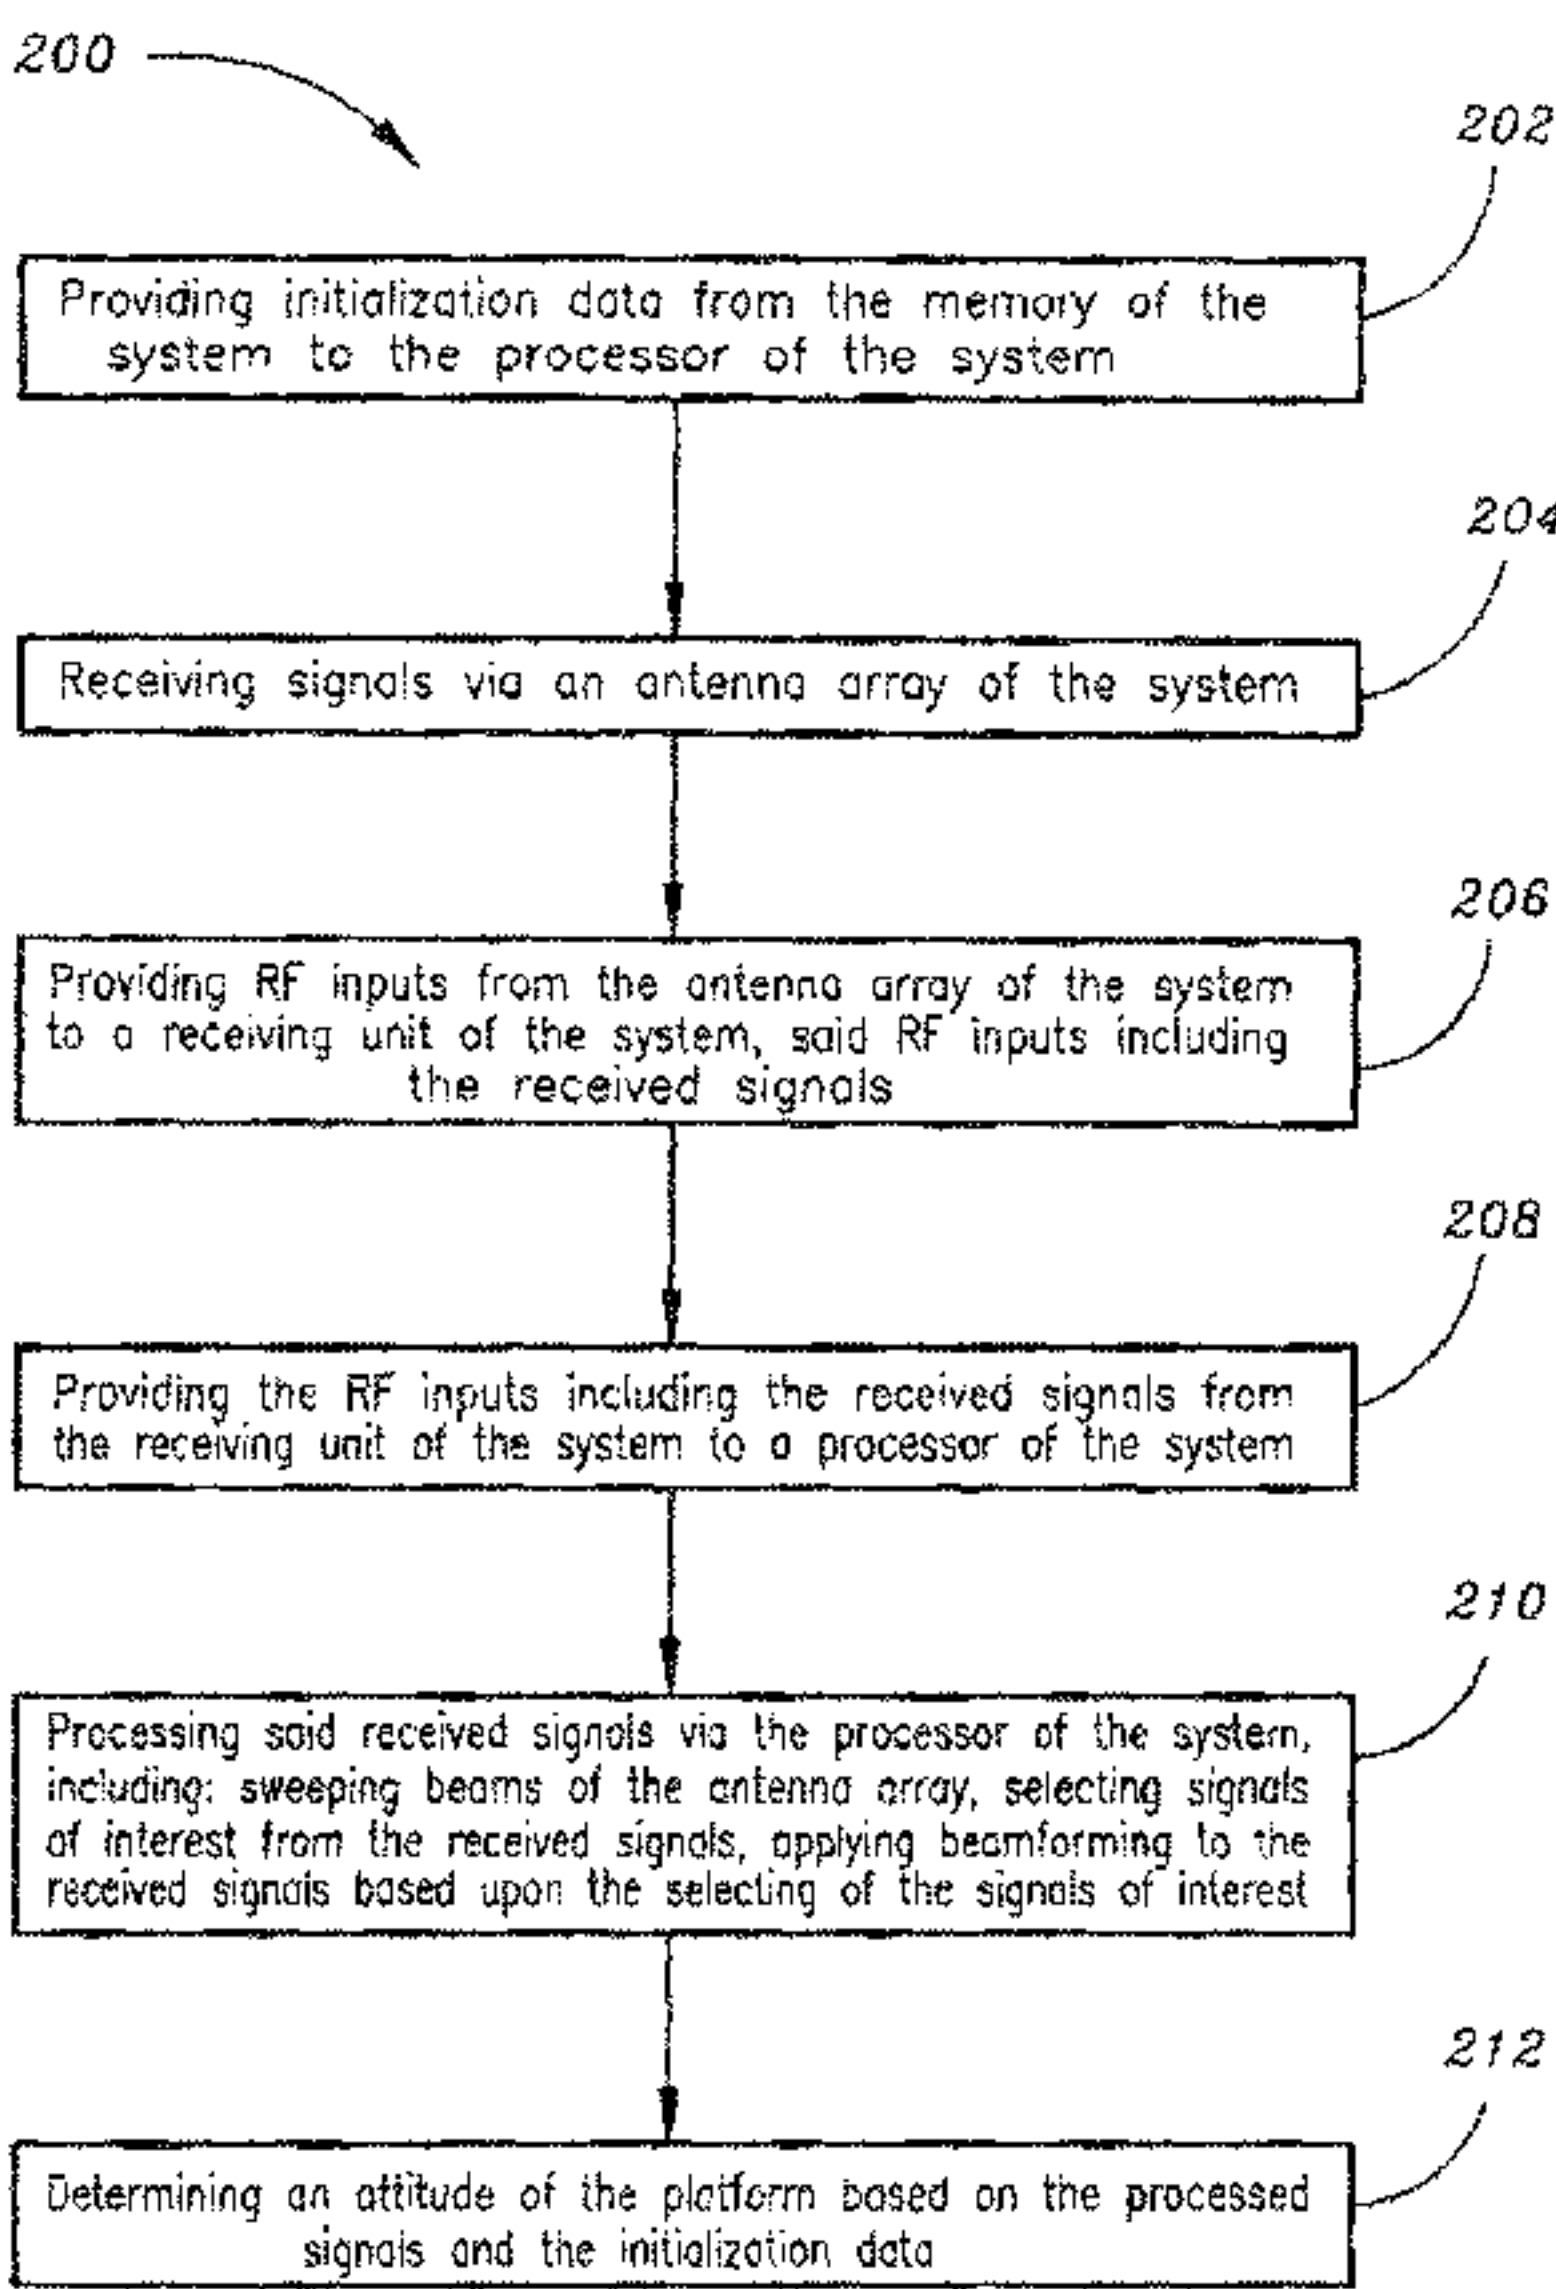 200
202
Providing initialization data from the memory of the
system to the processor of the system
204
Receiving signals via an antenna array of the system
206
Providing RF inputs from the antenna array of the system
to a receiving unit of the system, said RF inputs including
the received signals
208
Providing the RF inputs including the received signals from
the receiving unit of the system to a processor of the system
210
Processing said received signals via the processor of the system,
including: sweeping beams of the antenna array, selecting signals
of interest from the received signals, applying beamforming to the
received signals based upon the selecting of the signals of interest
212
Determining an attitude of the platform based on the processed
signals and the initialization data